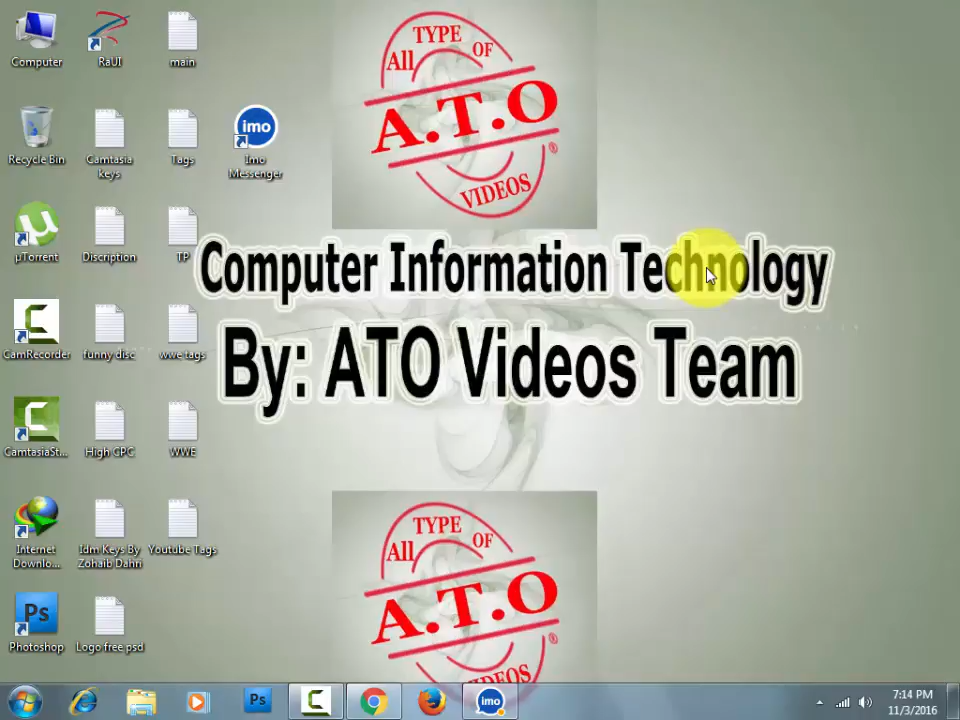 Computer
RaUI
main
Recycle Bin
Camtasia
keys
Tags
imo
Imo
Messenger
µTorrent
Discription
TP
CamRecorder
funny disc
wwe tags
CamtasiaSt...
High CPC
WWE
Internet
Downlo...
Idm Keys By
Zohaib Dahri
Youtube Tags
Ps
Photoshop
Logo free psd
All TYPE OF
A.T.O
VIDEOS
®
Computer Information Technology
By: ATO Videos Team
All TYPE OF
A.T.O
VIDEOS
®
Ps
imo
7:14 PM
11/3/2016